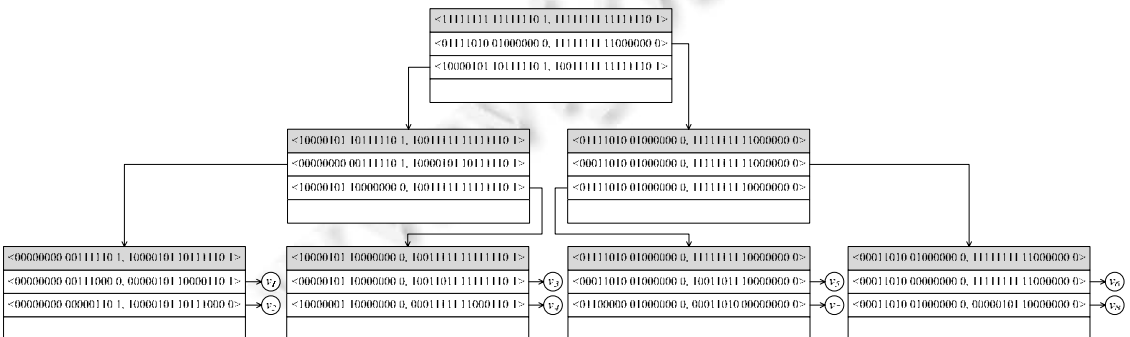 <11111111 11111110 1, 11111111 11111110 1>
<01111010 01000000 0, 11111111 11000000 0>
<10000101 10111110 1, 10011111 11111110 1>
<10000101 10111110 1, 10011111 11111110 1>
<00000000 00111110 1, 10000101 10111110 1>
<10000101 10000000 0, 10011111 11111110 1>
<01111010 01000000 0, 11111111 11000000 0>
<00011010 01000000 0, 11111111 11000000 0>
<01111010 01000000 0, 11111111 10000000 0>
<00000000 00111110 1, 10000101 10111110 1>
<00000000 00111000 0, 00000101 10000110 1> v1
<00000000 00000110 1, 10000101 10111000 0> v2
<10000101 10000000 0, 10011111 11111110 1>
<10000101 10000000 0, 10011011 11111110 1> v3
<10000001 10000000 0, 00011111 11000110 1> v4
<01111010 01000000 0, 11111111 10000000 0>
<00011010 01000000 0, 11111111 10000000 0> v5
<01100000 01000000 0, 00011010 00000000 0> v7
<00011010 01000000 0, 11111111 11000000 0>
<00011010 00000000 0, 11111111 11000000 0> v6
<00011010 01000000 0, 00000101 10000000 0> v8